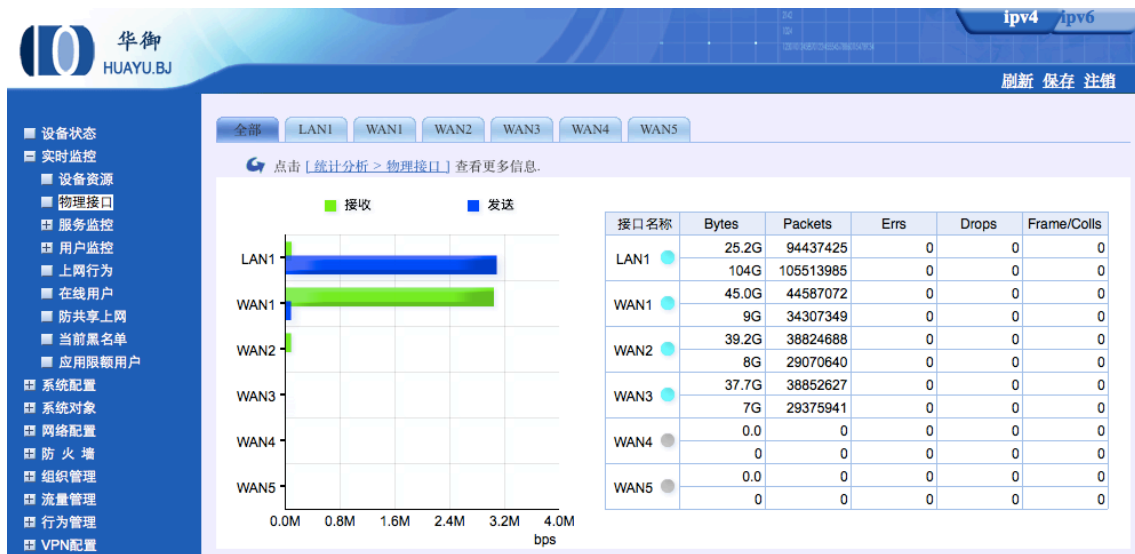 华御
HUAYU.BJ
ipv4 ipv6
刷新 保存 注销
设备状态
实时监控
设备资源
物理接口
服务监控
用户监控
上网行为
在线用户
防共享上网
当前黑名单
应用限额用户
系统配置
系统对象
网络配置
防 火 墙
组织管理
流量管理
行为管理
VPN配置
全部 LAN1 WAN1 WAN2 WAN3 WAN4 WAN5
点击 [ 统计分析 > 物理接口 ] 查看更多信息.
接收 发送
LAN1
WAN1
WAN2
WAN3
WAN4
WAN5
0.0M 0.8M 1.6M 2.4M 3.2M 4.0M
bps
接口名称 Bytes Packets Errs Drops Frame/Colls
LAN1 25.2G 94437425 0 0 0
104G 105513985 0 0 0
WAN1 45.0G 44587072 0 0 0
9G 34307349 0 0 0
WAN2 39.2G 38824688 0 0 0
8G 29070640 0 0 0
WAN3 37.7G 38852627 0 0 0
7G 29375941 0 0 0
WAN4 0.0 0 0 0 0
0 0 0 0 0
WAN5 0.0 0 0 0 0
0 0 0 0 0